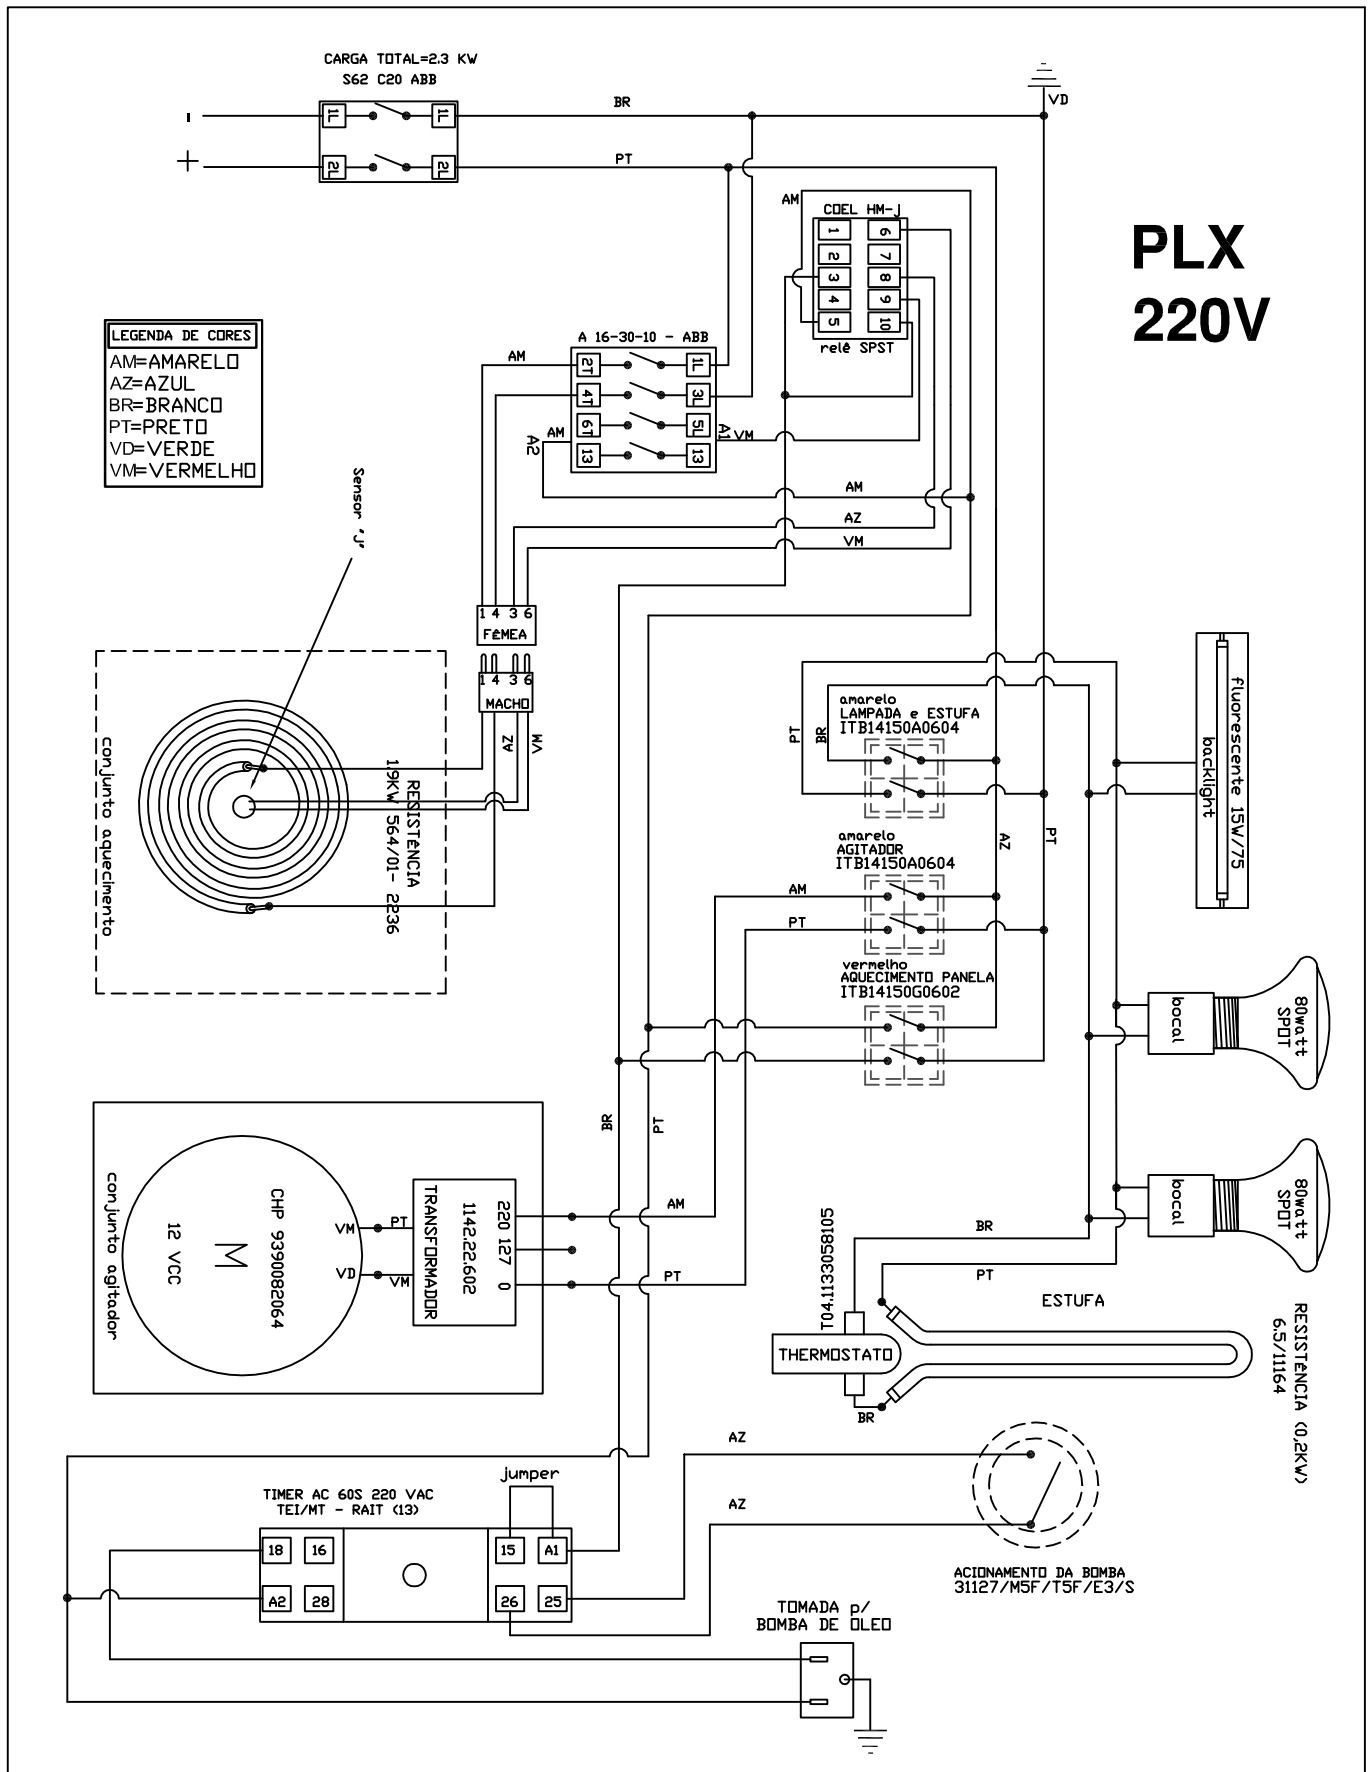 CARGA TOTAL=2.3 KW
S62 C20 ABB
-
+
1L
1L
2L
2L
BR
PT
VD
PLX
220V
AM
COEL HM-j
1
6
2
7
3
8
4
9
5
10
relê SPST
LEGENDA DE CORES
AM=AMARELO
AZ=AZUL
BR=BRANCO
PT=PRETO
VD=VERDE
VM=VERMELHO
A 16-30-10 - ABB
AM
2T
1L
4T
3L
6T
5L
13
13
AM
A2
A1
VM
AM
AZ
VM
Sensor 'J'
1 4 3 6
FêMEA
1 4 3 6
MACHO
AZ
VM
RESISTêNCIA
1.9KW 564/01- 2236
conjunto aquecimento
PT
BR
amarelo
LAMPADA e ESTUFA
ITB14150A0604
fluorescente 15W/75
backlight
AZ
PT
amarelo
AGITADOR
ITB14150A0604
AM
PT
vermelho
AQUECIMENTO PANELA
ITB14150G0602
bocal
80watt
SPOT
BR
PT
bocal
80watt
SPOT
conjunto agitador
12 VCC
M
CHP 9390082064
VM
PT
VD
VM
TRANSFORMADOR
1142.22.602
220 127 0
AM
PT
T04.1133058105
BR
PT
ESTUFA
THERMOSTATO
BR
RESISTêNCIA (0,2KW)
6.5/11164
AZ
AZ
jumper
TIMER AC 60S 220 VAC
TEI/MT - RAIT (13)
18
16
15
A1
A2
28
26
25
ACIONAMENTO DA BOMBA
31127/M5F/T5F/E3/S
TOMADA p/
BOMBA DE OLEO